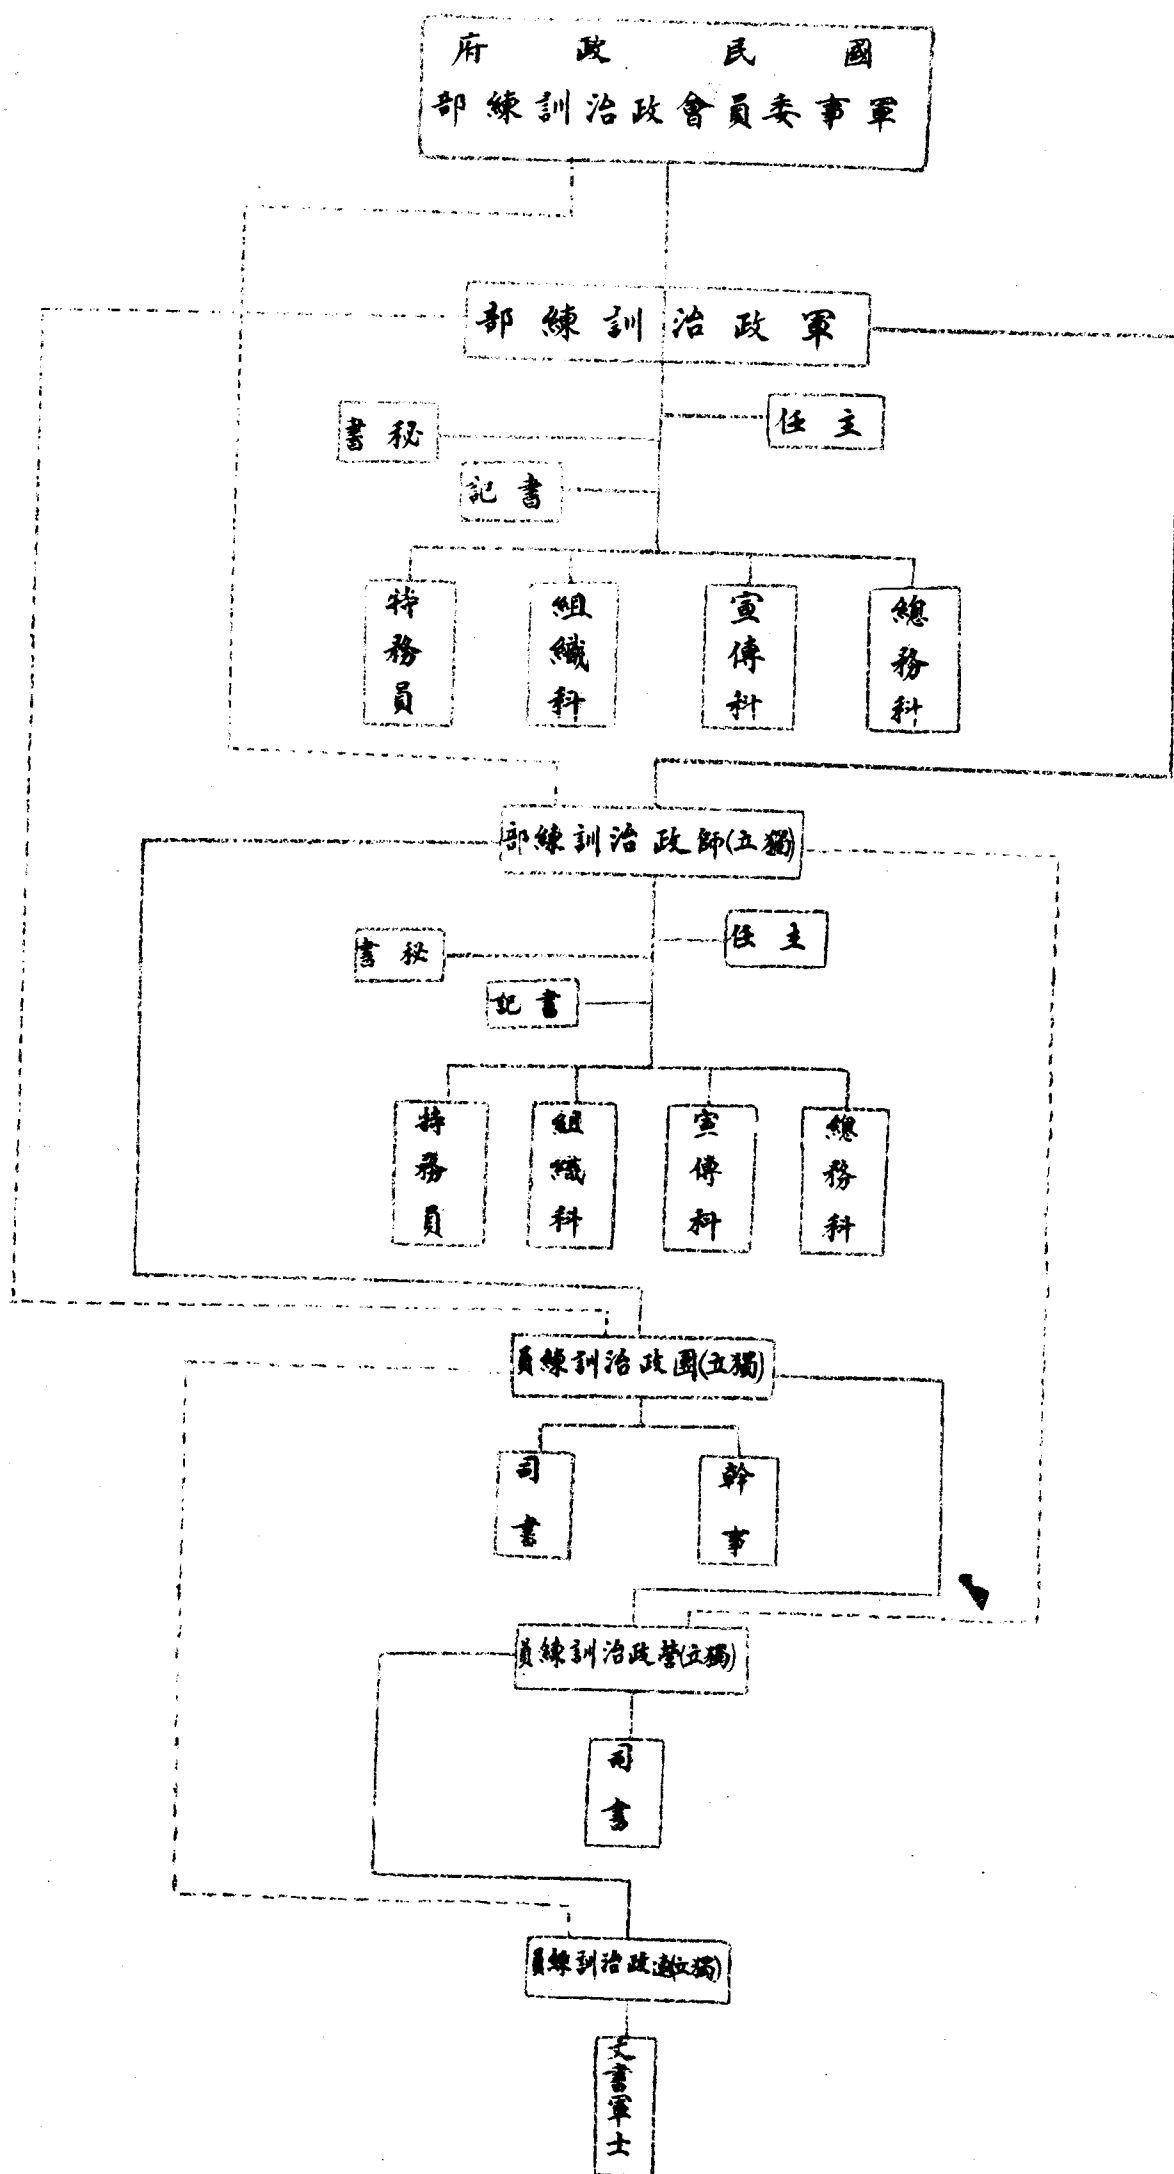 國民政府
軍事委員會政治訓練部
軍政治訓練部
主任
秘書
書記
總務科
宣傳科
組織科
特務員
(獨立)師政治訓練部
主任
秘書
書記
總務科
宣傳科
組織科
特務員
(獨立)團政治訓練員
幹事
司書
(獨立)營政治訓練員
司書
(獨立)連政治訓練員
文書軍士